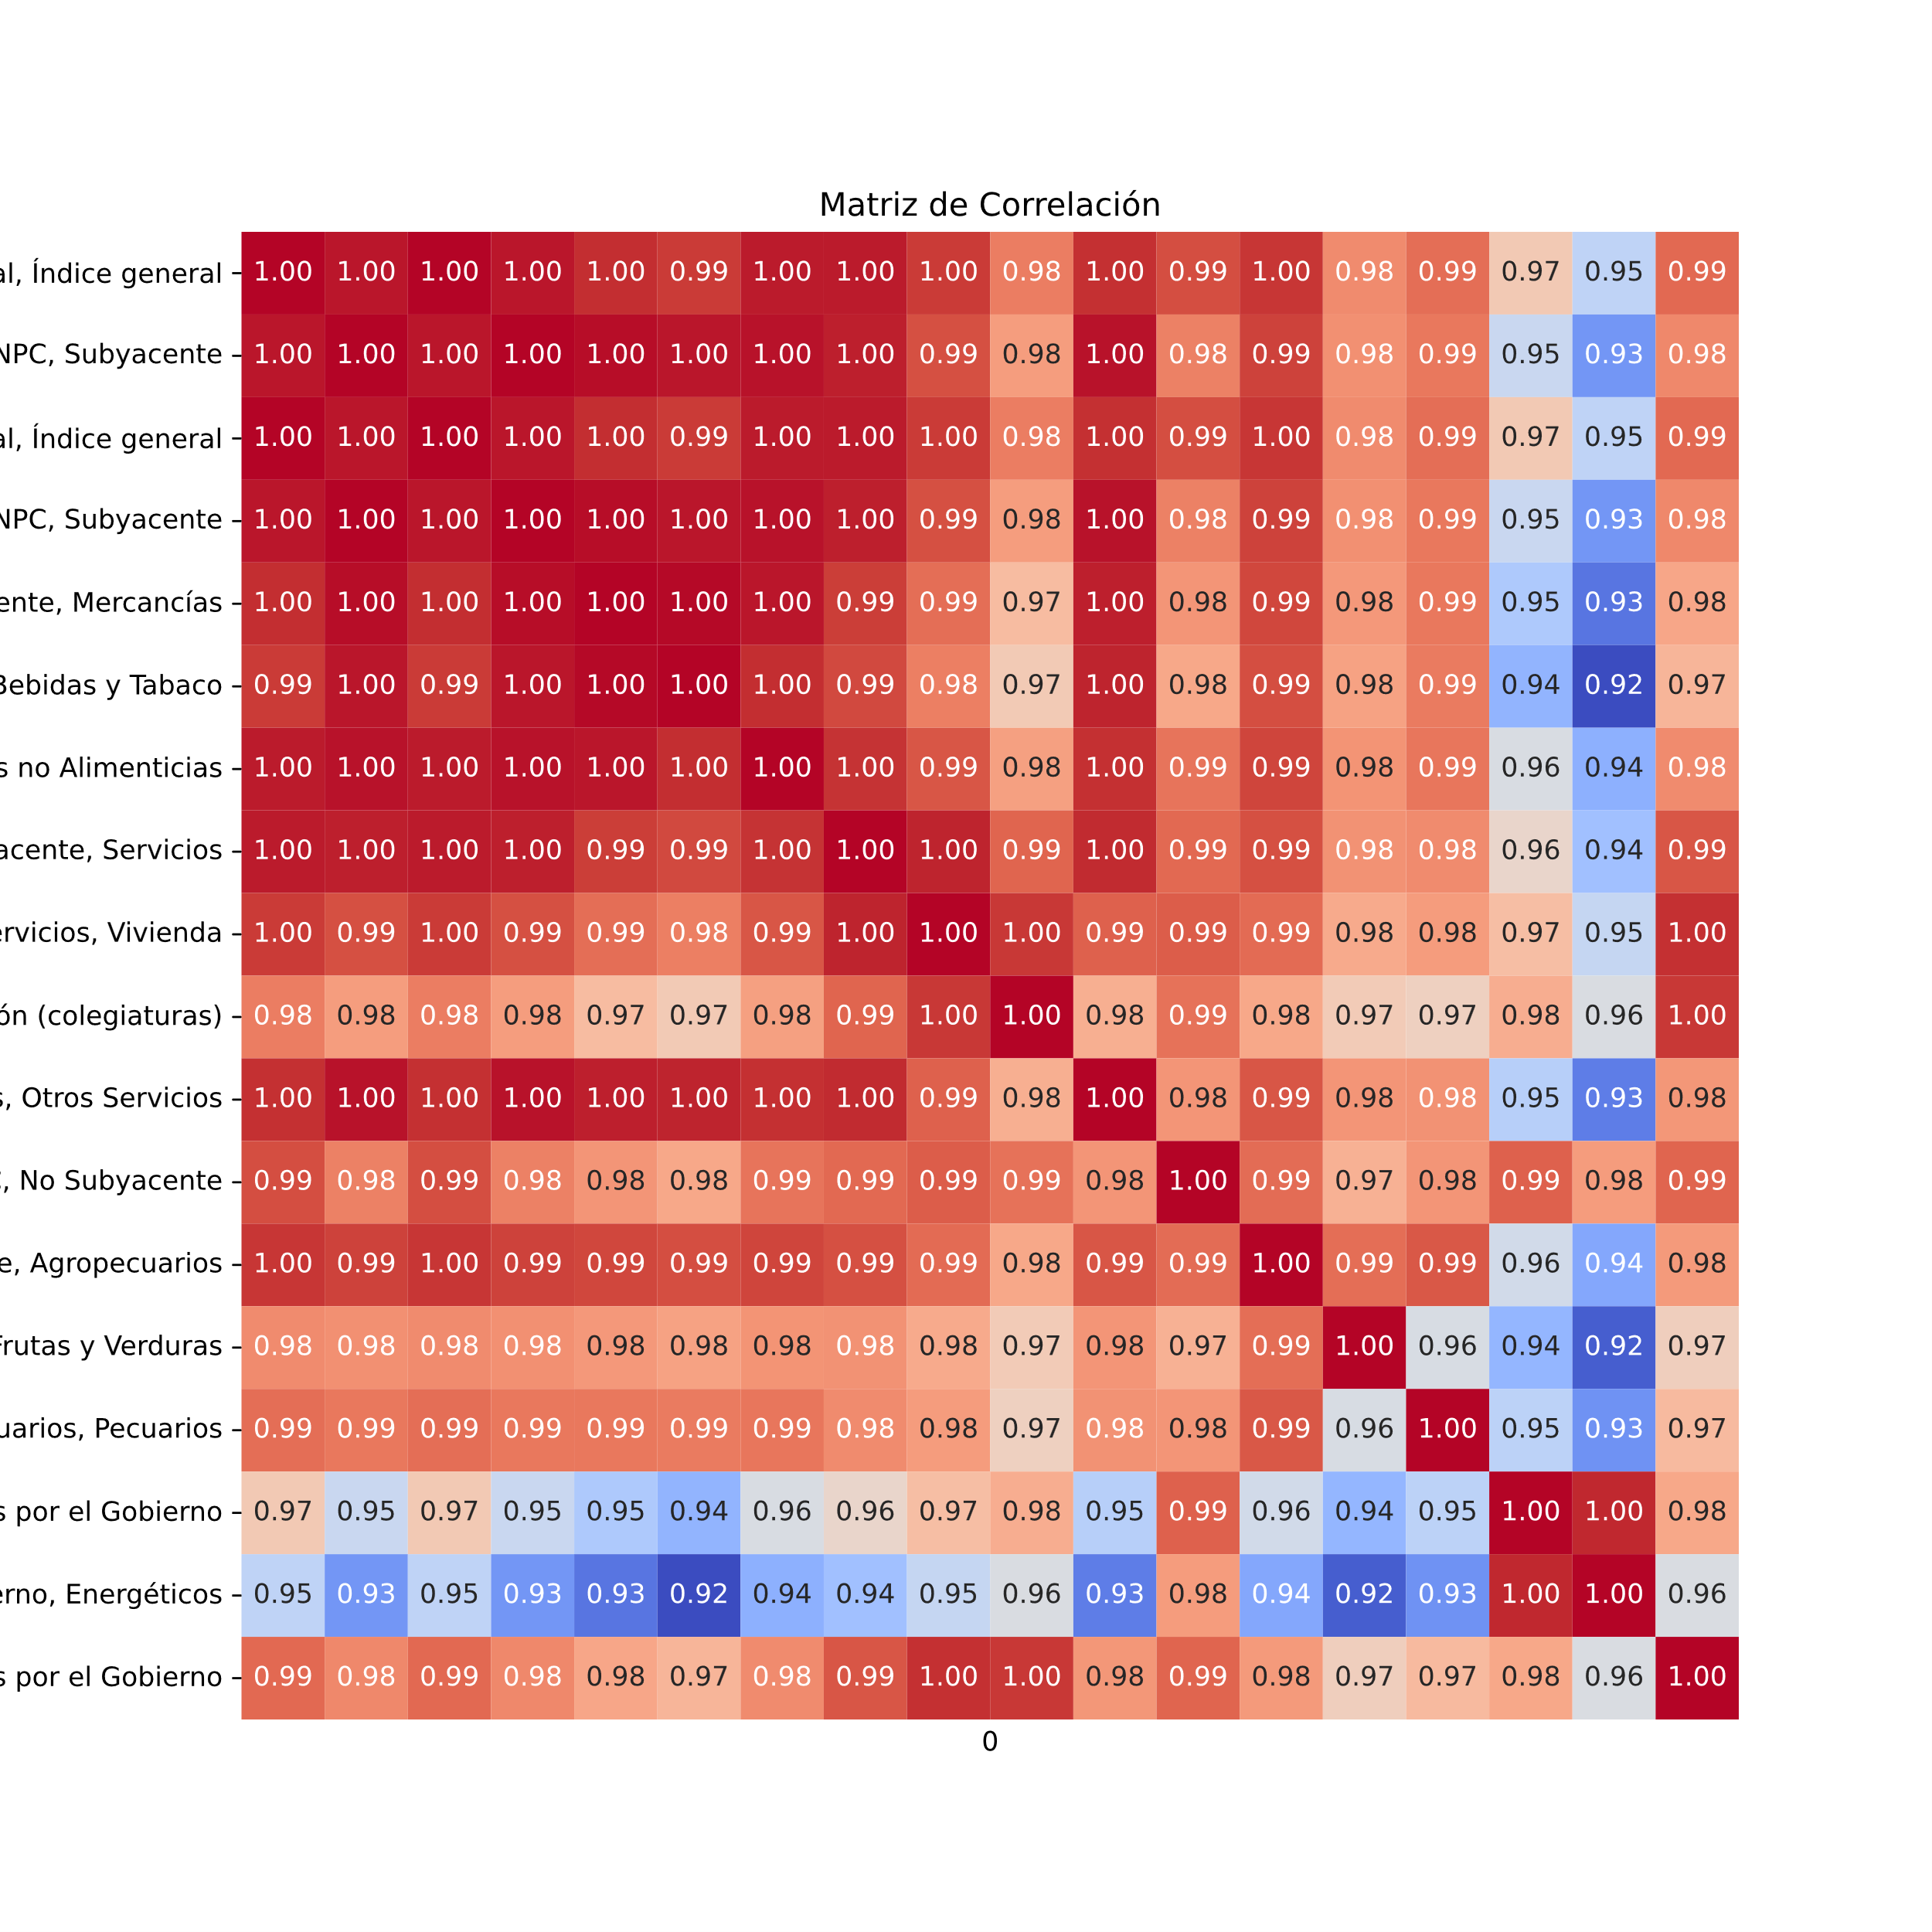 Matriz de Correlación
al, Índice general 1.00 1.00 1.00 1.00 1.00 0.99 1.00 1.00 1.00 0.98 1.00 0.99 1.00 0.98 0.99 0.97 0.95 0.99
NPC, Subyacente 1.00 1.00 1.00 1.00 1.00 1.00 1.00 1.00 0.99 0.98 1.00 0.98 0.99 0.98 0.99 0.95 0.93 0.98
al, Índice general 1.00 1.00 1.00 1.00 1.00 0.99 1.00 1.00 1.00 0.98 1.00 0.99 1.00 0.98 0.99 0.97 0.95 0.99
NPC, Subyacente 1.00 1.00 1.00 1.00 1.00 1.00 1.00 1.00 0.99 0.98 1.00 0.98 0.99 0.98 0.99 0.95 0.93 0.98
ente, Mercancías 1.00 1.00 1.00 1.00 1.00 1.00 1.00 0.99 0.99 0.97 1.00 0.98 0.99 0.98 0.99 0.95 0.93 0.98
Bebidas y Tabaco 0.99 1.00 0.99 1.00 1.00 1.00 1.00 0.99 0.98 0.97 1.00 0.98 0.99 0.98 0.99 0.94 0.92 0.97
s no Alimenticias 1.00 1.00 1.00 1.00 1.00 1.00 1.00 1.00 0.99 0.98 1.00 0.99 0.99 0.98 0.99 0.96 0.94 0.98
acente, Servicios 1.00 1.00 1.00 1.00 0.99 0.99 1.00 1.00 1.00 0.99 1.00 0.99 0.99 0.98 0.98 0.96 0.94 0.99
ervicios, Vivienda 1.00 0.99 1.00 0.99 0.99 0.98 0.99 1.00 1.00 1.00 0.99 0.99 0.99 0.98 0.98 0.97 0.95 1.00
ón (colegiaturas) 0.98 0.98 0.98 0.98 0.97 0.97 0.98 0.99 1.00 1.00 0.98 0.99 0.98 0.97 0.97 0.98 0.96 1.00
s, Otros Servicios 1.00 1.00 1.00 1.00 1.00 1.00 1.00 1.00 0.99 0.98 1.00 0.98 0.99 0.98 0.98 0.95 0.93 0.98
, No Subyacente 0.99 0.98 0.99 0.98 0.98 0.98 0.99 0.99 0.99 0.99 0.98 1.00 0.99 0.97 0.98 0.99 0.98 0.99
e, Agropecuarios 1.00 0.99 1.00 0.99 0.99 0.99 0.99 0.99 0.99 0.98 0.99 0.99 1.00 0.99 0.99 0.96 0.94 0.98
Frutas y Verduras 0.98 0.98 0.98 0.98 0.98 0.98 0.98 0.98 0.98 0.97 0.98 0.97 0.99 1.00 0.96 0.94 0.92 0.97
uarios, Pecuarios 0.99 0.99 0.99 0.99 0.99 0.99 0.99 0.98 0.98 0.97 0.98 0.98 0.99 0.96 1.00 0.95 0.93 0.97
s por el Gobierno 0.97 0.95 0.97 0.95 0.95 0.94 0.96 0.96 0.97 0.98 0.95 0.99 0.96 0.94 0.95 1.00 1.00 0.98
erno, Energéticos 0.95 0.93 0.95 0.93 0.93 0.92 0.94 0.94 0.95 0.96 0.93 0.98 0.94 0.92 0.93 1.00 1.00 0.96
s por el Gobierno 0.99 0.98 0.99 0.98 0.98 0.97 0.98 0.99 1.00 1.00 0.98 0.99 0.98 0.97 0.97 0.98 0.96 1.00
0